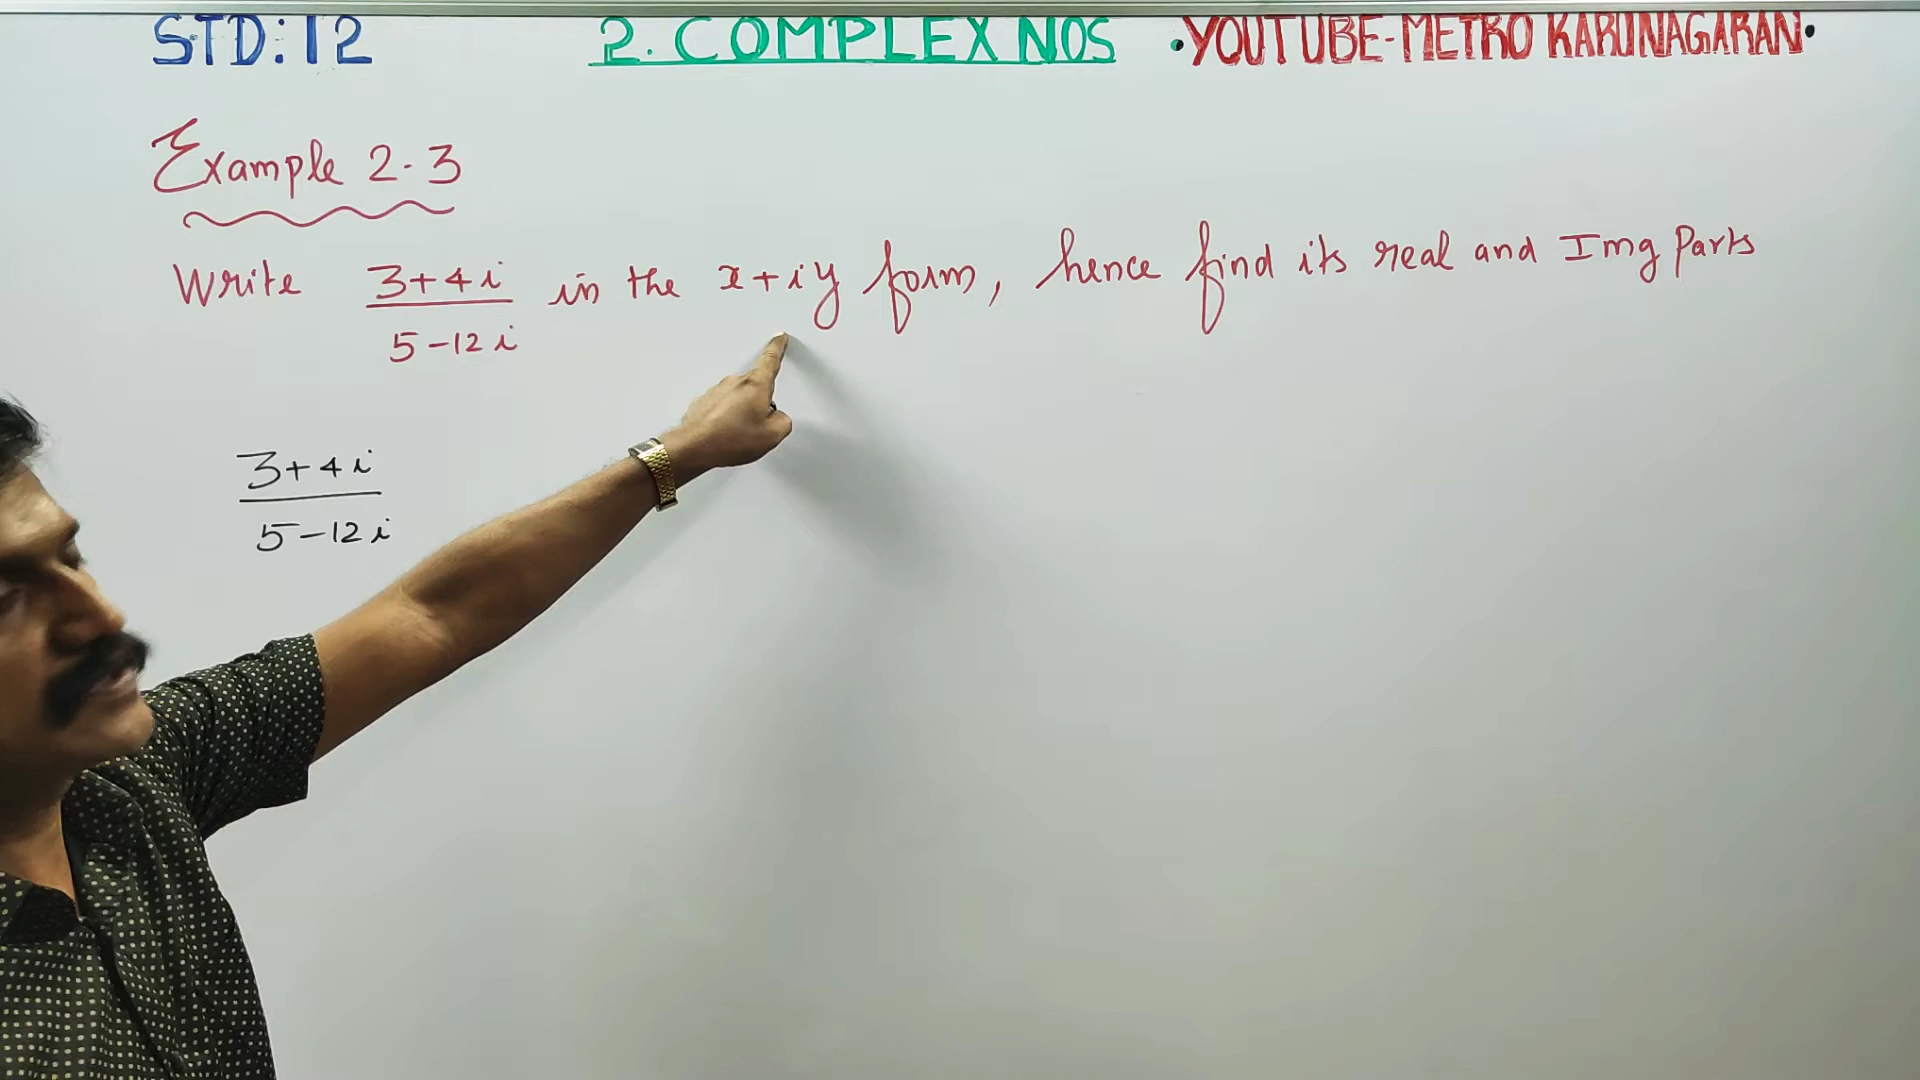 STD:12 2. COMPLEX NOS •YOUTUBE-METRO KARUNAGARAN•
Example 2.3
Write 3+4i / 5-12i in the x+iy form, hence find its real and Img Parts
3+4i
5-12i